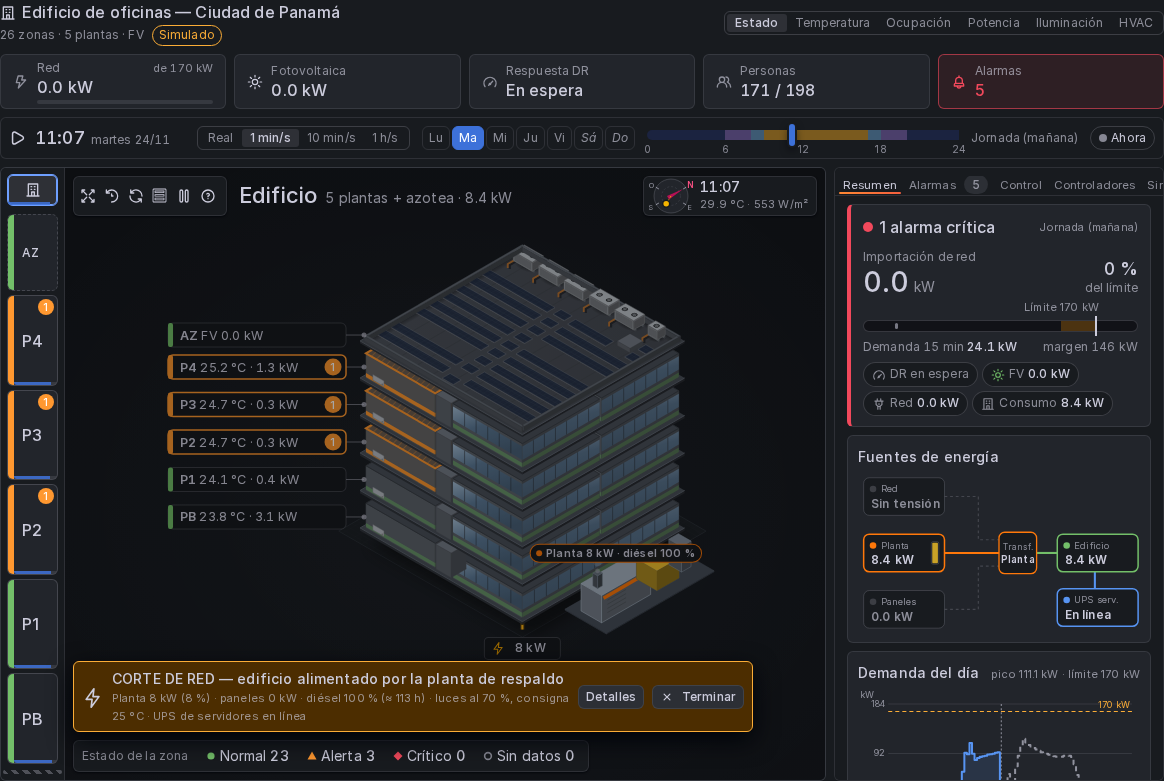 Edificio de oficinas — Ciudad de Panamá
26 zonas · 5 plantas · FV Simulado
Estado Temperatura Ocupación Potencia Iluminación HVAC
Red de 170 kW
0.0 kW
Fotovoltaica
0.0 kW
Respuesta DR
En espera
Personas
171 / 198
Alarmas
5
11:07 martes 24/11
Real 1 min/s 10 min/s 1 h/s
Lu Ma Mi Ju Vi Sá Do
0 6 12 18 24
Jornada (mañana)
Ahora
AZ
1
P4
1
P3
1
P2
P1
PB
Edificio 5 plantas + azotea · 8.4 kW
O N S E
11:07
29.9 °C · 553 W/m²
AZ FV 0.0 kW
P4 25.2 °C · 1.3 kW 1
P3 24.7 °C · 0.3 kW 1
P2 24.7 °C · 0.3 kW 1
P1 24.1 °C · 0.4 kW
PB 23.8 °C · 3.1 kW
Planta 8 kW · diésel 100 %
8 kW
CORTE DE RED — edificio alimentado por la planta de respaldo
Planta 8 kW (8 %) · paneles 0 kW · diésel 100 % (≈ 113 h) · luces al 70 %, consigna
25 °C · UPS de servidores en línea
Detalles
× Terminar
Estado de la zona Normal 23 Alerta 3 Crítico 0 Sin datos 0
Resumen Alarmas 5 Control Controladores Sir
1 alarma crítica Jornada (mañana)
Importación de red
0.0 kW
0 %
del límite
Límite 170 kW
Demanda 15 min 24.1 kW margen 146 kW
DR en espera FV 0.0 kW
Red 0.0 kW Consumo 8.4 kW
Fuentes de energía
Red
Sin tensión
Planta
8.4 kW
Transf.
Planta
Edificio
8.4 kW
Paneles
0.0 kW
UPS serv.
En línea
Demanda del día pico 111.1 kW · límite 170 kW
kW
184
170 kW
92